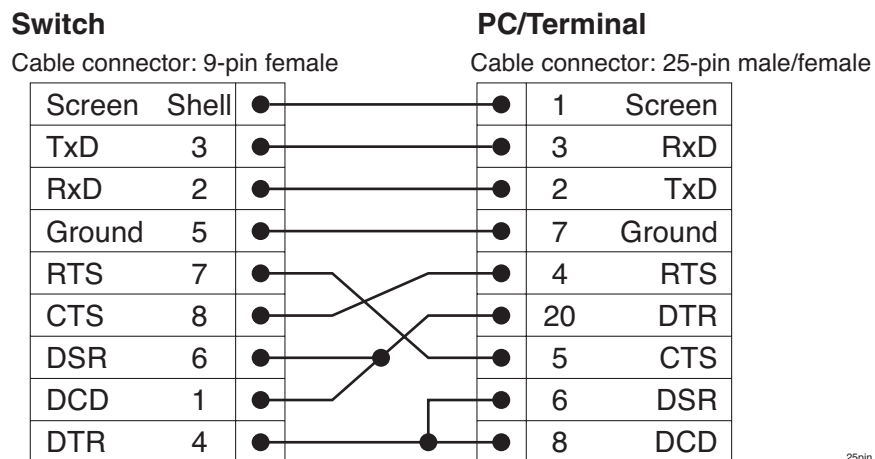 Switch PC/Terminal
Cable connector: 9-pin female Cable connector: 25-pin male/female
Screen Shell 1 Screen
TxD 3 3 RxD
RxD 2 2 TxD
Ground 5 7 Ground
RTS 7 4 RTS
CTS 8 20 DTR
DSR 6 5 CTS
DCD 1 6 DSR
DTR 4 8 DCD
25pin